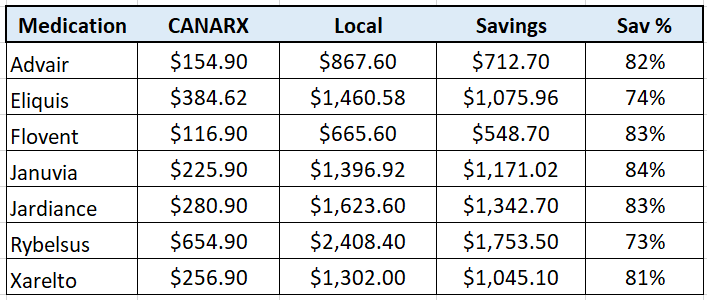 Medication CANARX Local Savings Sav %
Advair $154.90 $867.60 $712.70 82%
Eliquis $384.62 $1,460.58 $1,075.96 74%
Flovent $116.90 $665.60 $548.70 83%
Januvia $225.90 $1,396.92 $1,171.02 84%
Jardiance $280.90 $1,623.60 $1,342.70 83%
Rybelsus $654.90 $2,408.40 $1,753.50 73%
Xarelto $256.90 $1,302.00 $1,045.10 81%